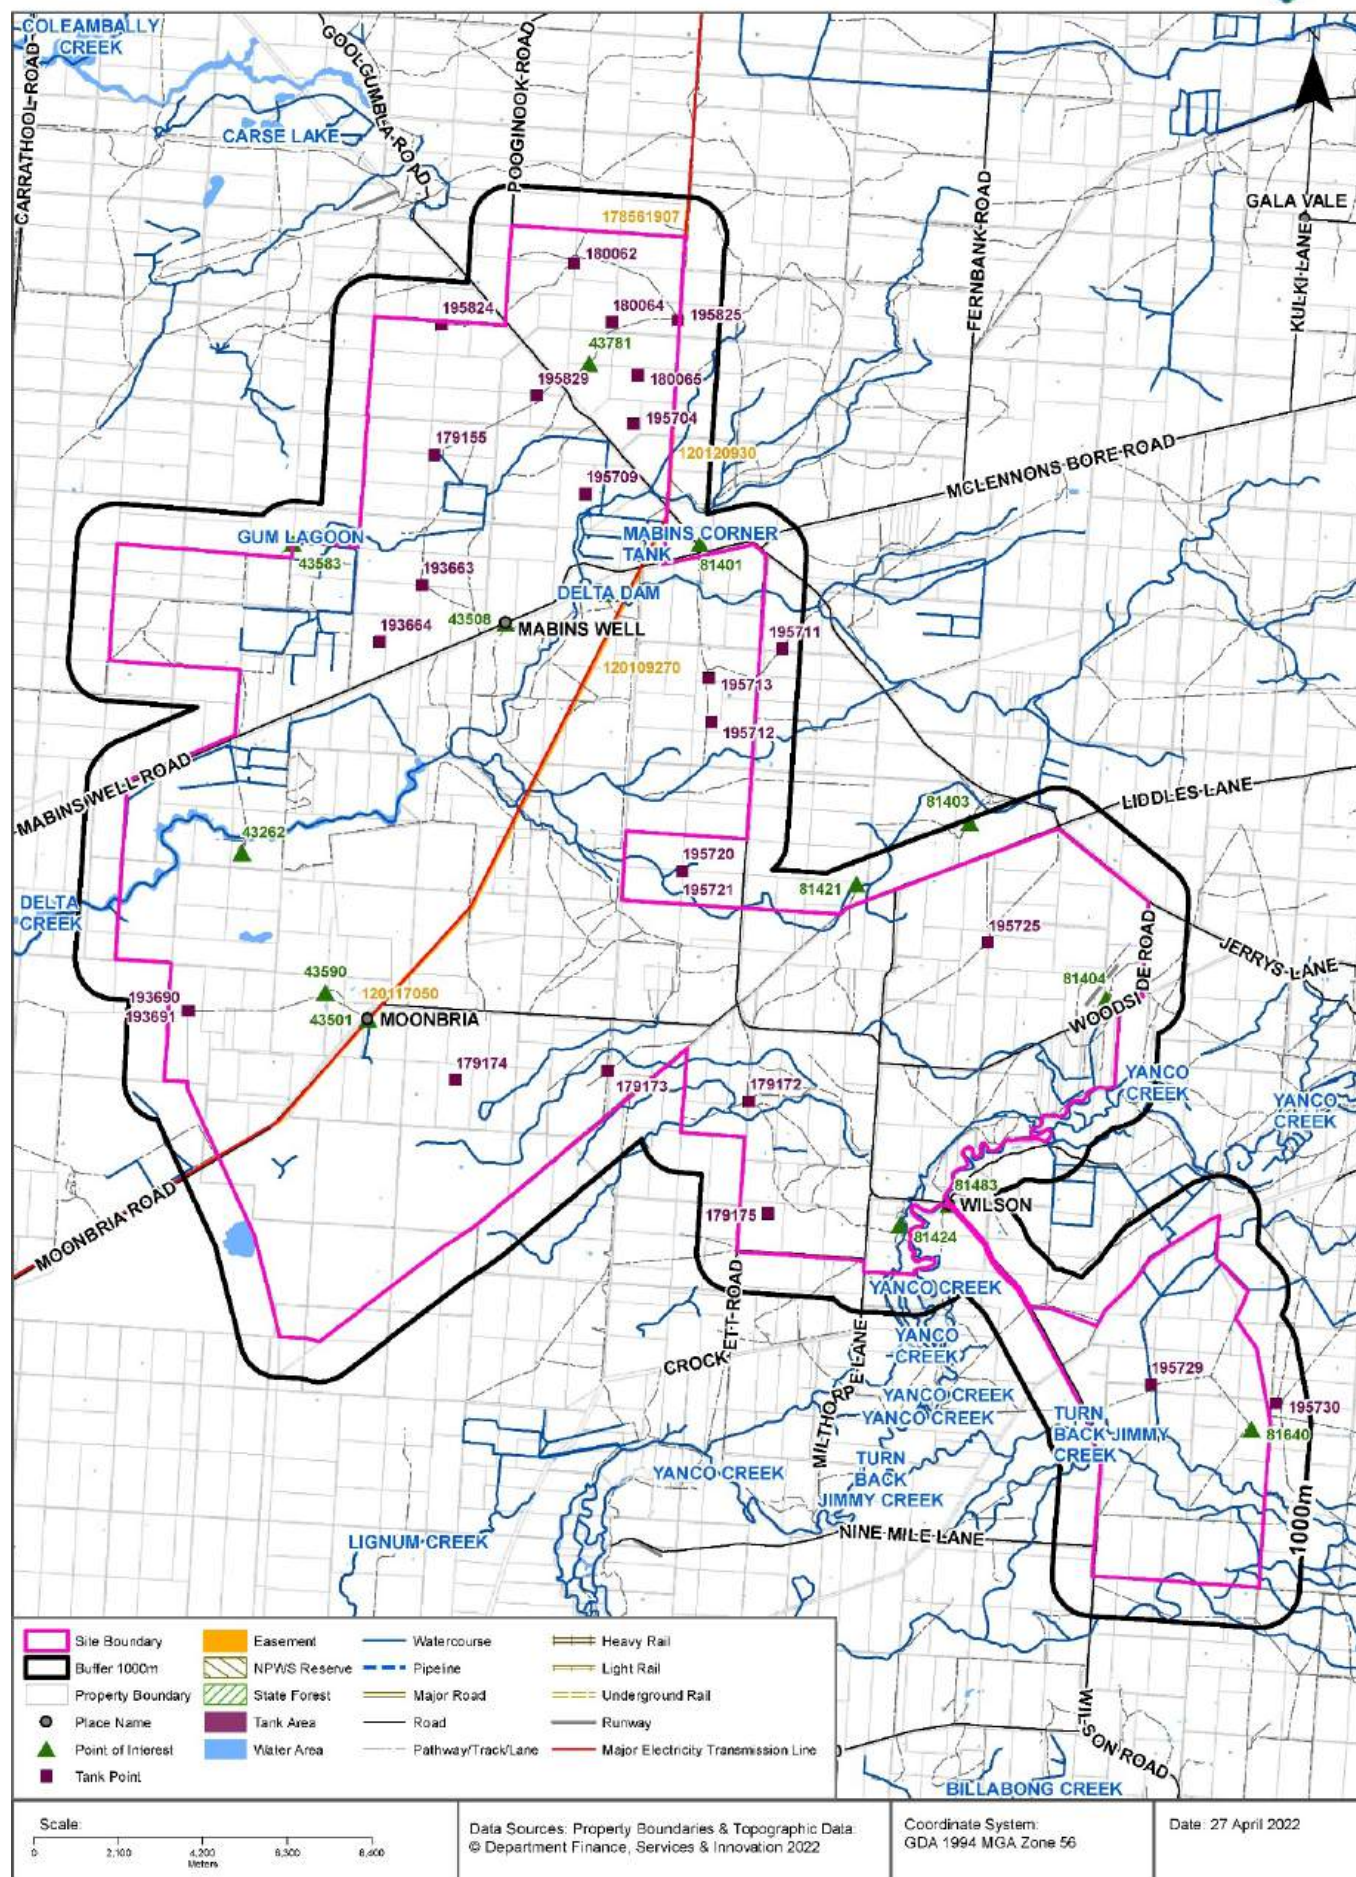 COLEAMBALLY
CREEK
CARRATHOOL ROAD
GOOLGUMBLA ROAD
POOGINOOK ROAD
CARSE LAKE
N
FERNBANK ROAD
GALA VALE
KULKI LANE
178561907
180062
195824
180064
195825
43781
195829
180065
195704
179155
120120930
MCLENNONS BORE ROAD
195709
GUM LAGOON
43583
MABINS CORNER
TANK
81401
193663
DELTA DAM
43508
MABINS WELL
193664
195711
120109270
195713
195712
MABINS WELL ROAD
LIDDLES LANE
81403
43262
195720
195721
81421
DELTA
CREEK
195725
WOODSIDE ROAD
JERRYS LANE
81404
43590
120117050
193690
193691
43501
MOONBRIA
179174
179173
179172
YANCO
CREEK
YANCO
CREEK
MOONBRIA ROAD
179175
81483
WILSON
81424
YANCO CREEK
CROCKETT ROAD
YANCO
CREEK
MILTHORPE LANE
YANCO CREEK
YANCO CREEK
195729
195730
81640
TURN
BACK JIMMY
CREEK
YANCO CREEK
TURN
BACK
JIMMY CREEK
NINE MILE LANE
1000m
LIGNUM CREEK
WILSON ROAD
BILLABONG CREEK
Site Boundary
Easement
Watercourse
Heavy Rail
Buffer 1000m
NPWS Reserve
Pipeline
Light Rail
Property Boundary
State Forest
Major Road
Underground Rail
Place Name
Tank Area
Road
Runway
Point of Interest
Water Area
Pathway/Track/Lane
Major Electricity Transmission Line
Tank Point
Scale:
0 2,100 4,200 6,300 8,400
Meters
Data Sources: Property Boundaries & Topographic Data:
© Department Finance, Services & Innovation 2022
Coordinate System:
GDA 1994 MGA Zone 56
Date: 27 April 2022